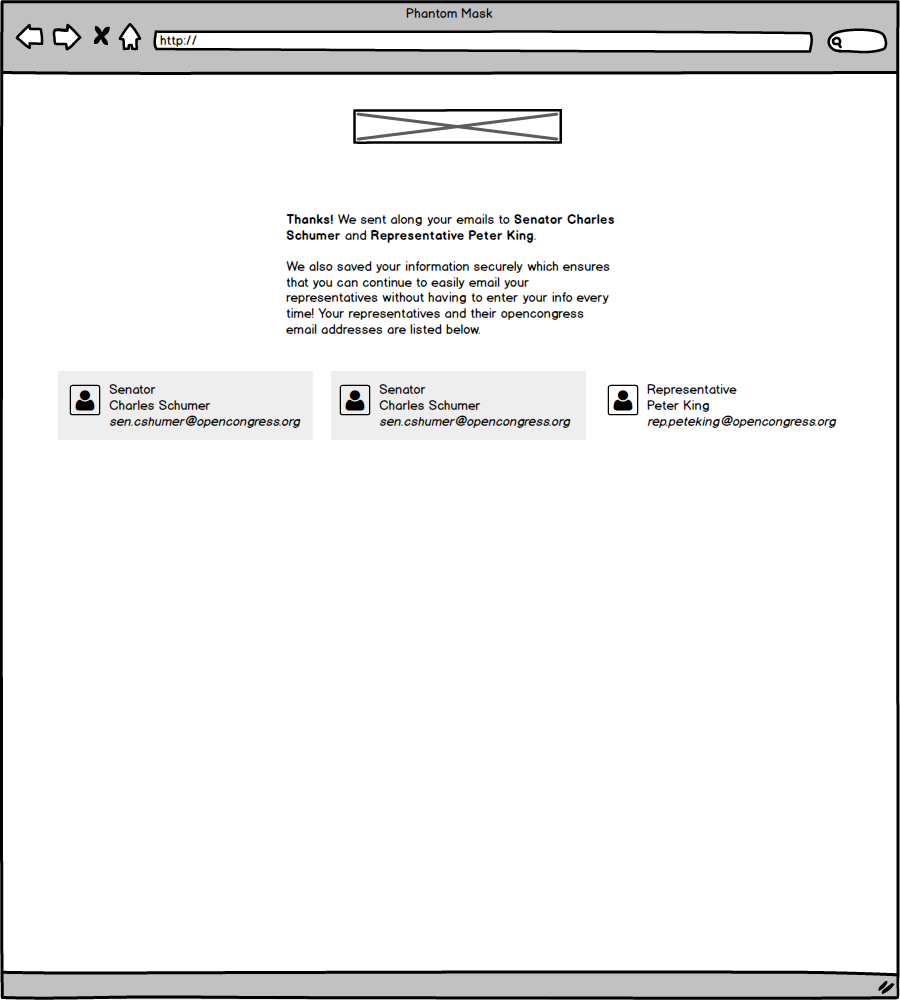 Phantom Mask
http://
Thanks! We sent along your emails to Senator Charles
Schumer and Representative Peter King.
We also saved your information securely which ensures
that you can continue to easily email your
representatives without having to enter your info every
time! Your representatives and their opencongress
email addresses are listed below.
Senator
Charles Schumer
sen.cshumer@opencongress.org
Senator
Charles Schumer
sen.cshumer@opencongress.org
Representative
Peter King
rep.peteking@opencongress.org